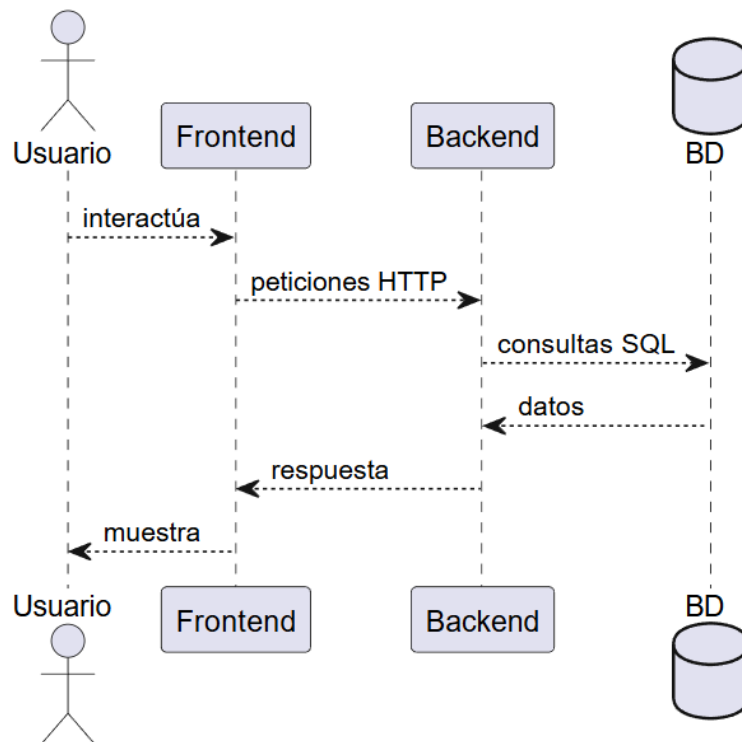 Usuario
Frontend
Backend
BD
interactúa
peticiones HTTP
consultas SQL
datos
respuesta
muestra
Usuario
Frontend
Backend
BD